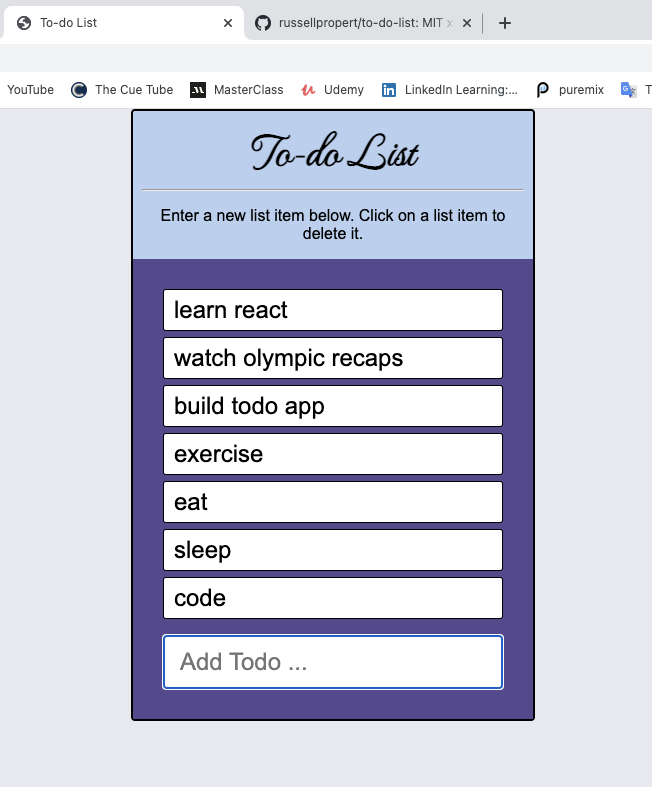 To-do List
russellpropert/to-do-list: MIT x
YouTube
The Cue Tube
MasterClass
Udemy
LinkedIn Learning:...
puremix
T
To-do List
Enter a new list item below. Click on a list item to
delete it.
learn react
watch olympic recaps
build todo app
exercise
eat
sleep
code
Add Todo ...